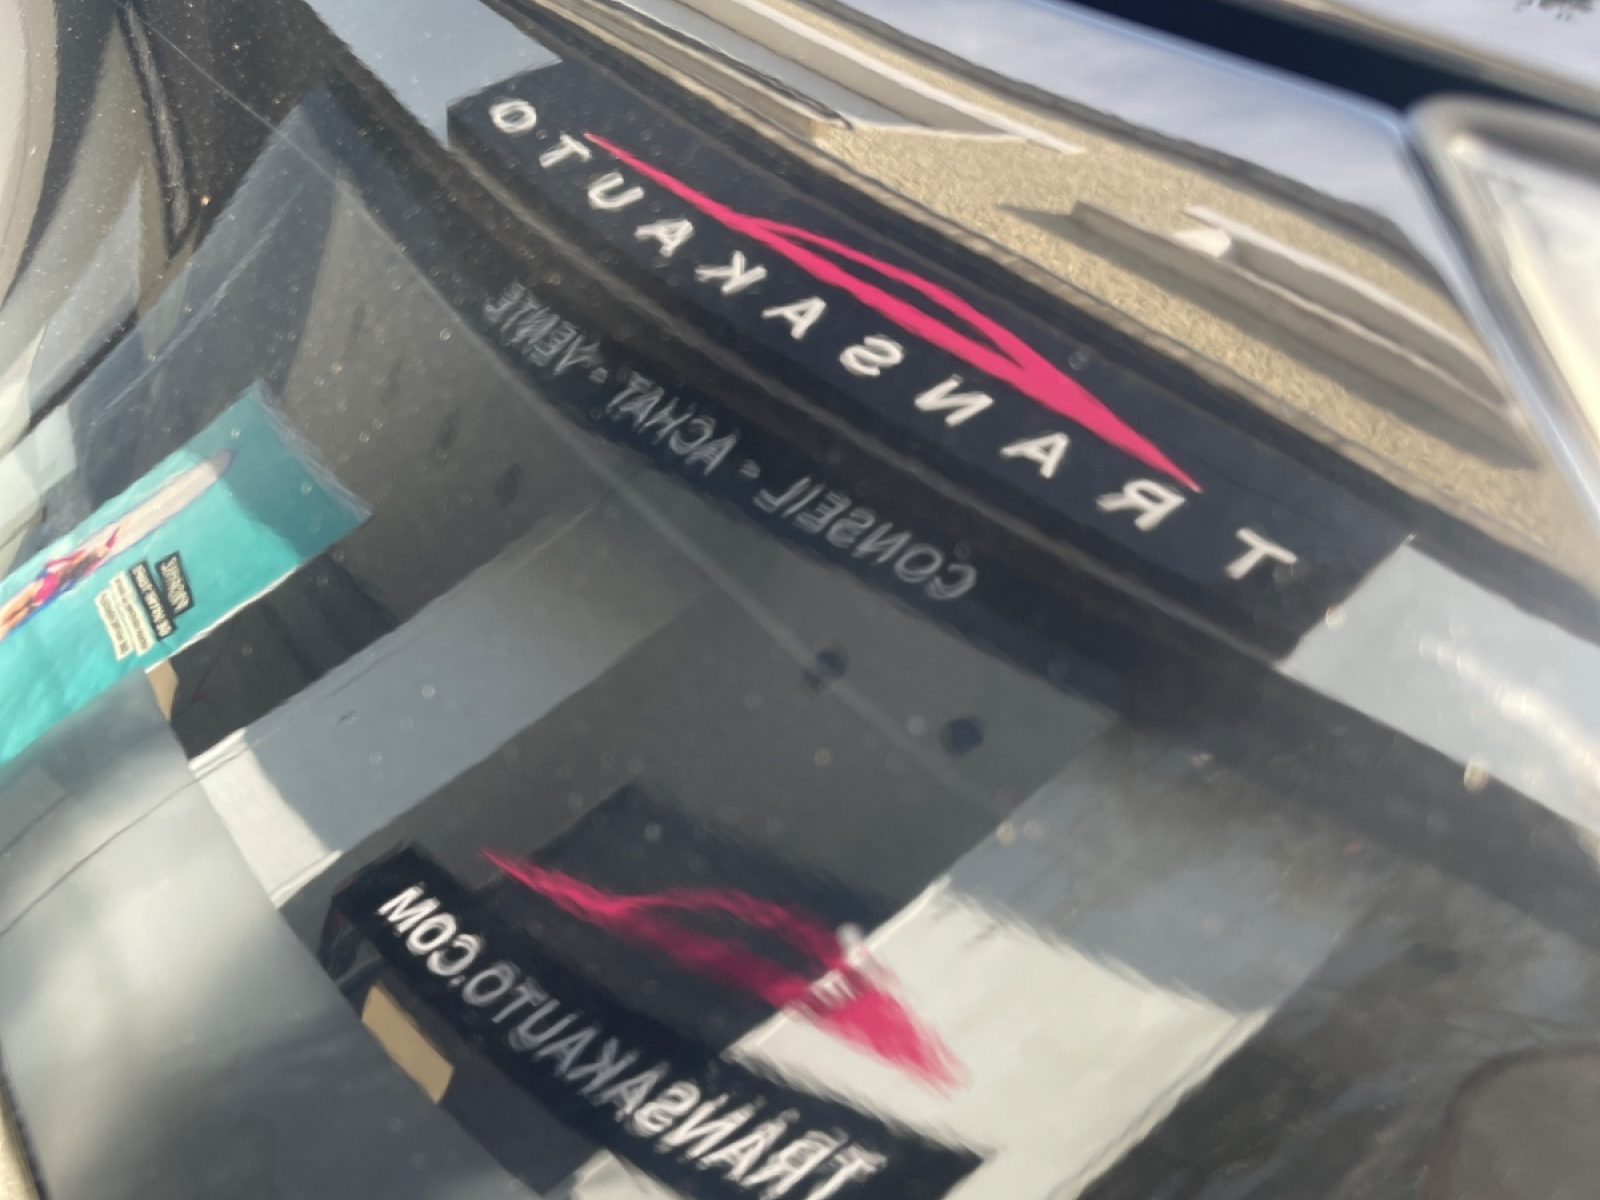 TRANSAKAUTO
CONSEIL - ACHAT - VENTE
TRANSAKAUTO.COM